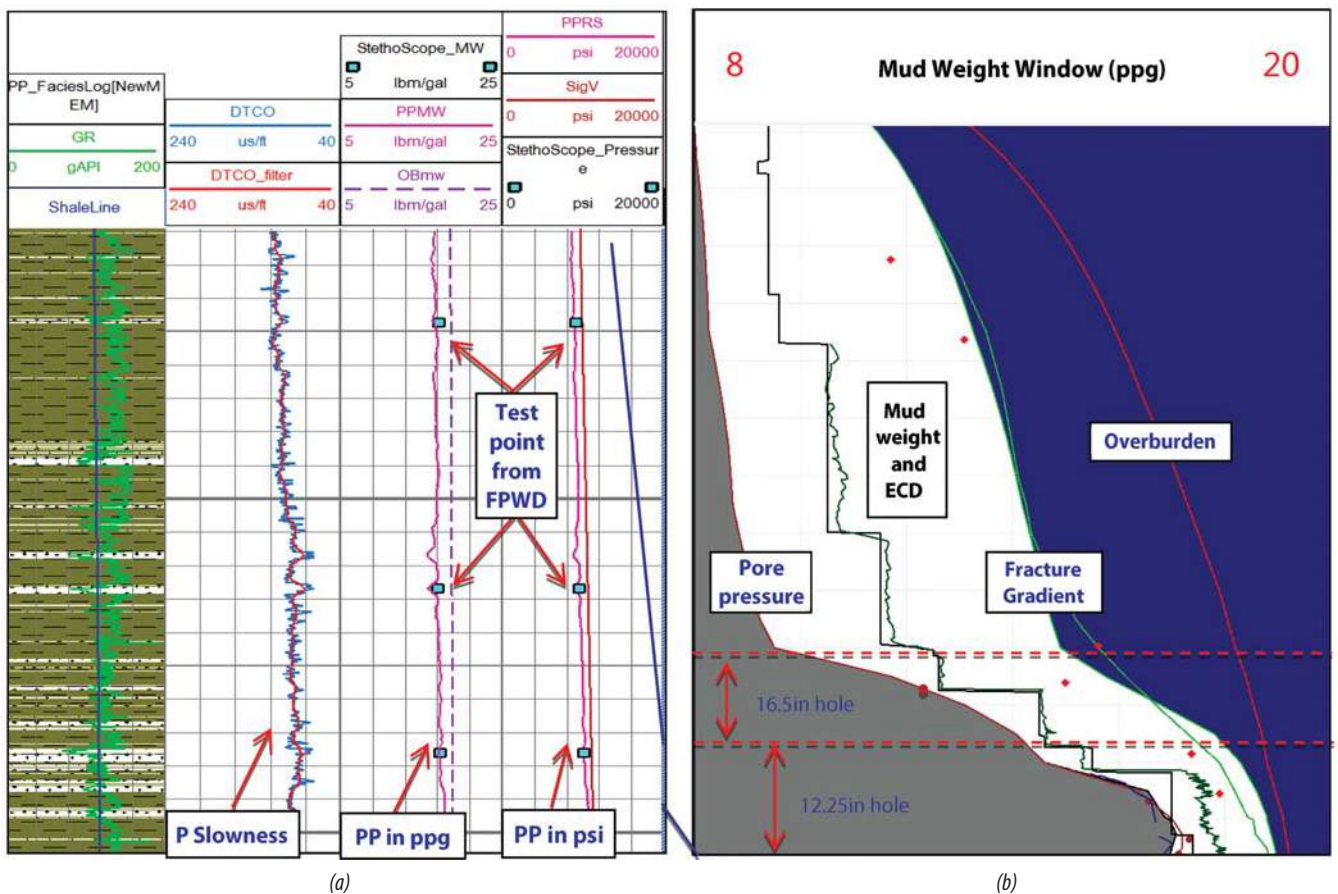 PP_FaciesLog[NewM
EM]
GR
0 gAPI 200
ShaleLine
DTCO
240 us/ft 40
DTCO_filter
240 us/ft 40
StethoScope_MW
5 lbm/gal 25
PPMW
5 lbm/gal 25
OBmw
5 lbm/gal 25
PPRS
0 psi 20000
SigV
0 psi 20000
StethoScope_Pressur
e
0 psi 20000
Test
point
from
FPWD
P Slowness
PP in ppg
PP in psi
(a)
8 Mud Weight Window (ppg) 20
Mud
weight
and
ECD
Overburden
Pore
pressure
Fracture
Gradient
16.5in hole
12.25in hole
(b)